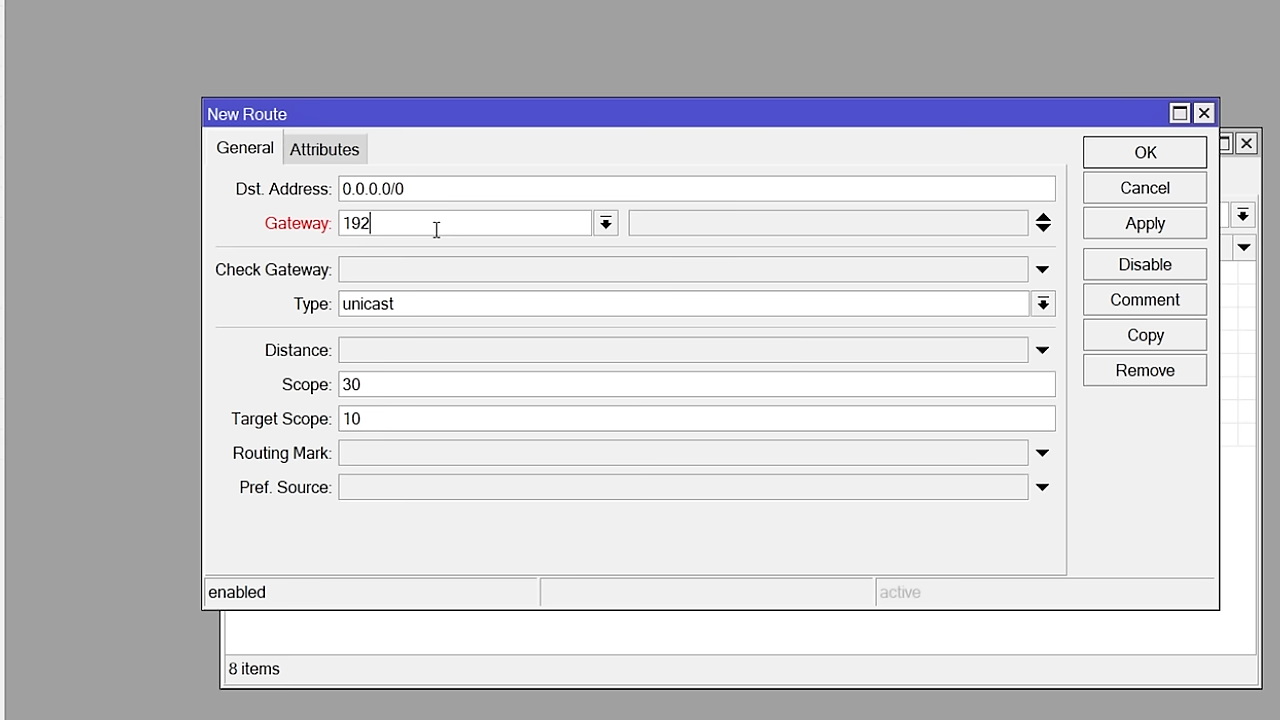 New Route
General Attributes
OK
Dst. Address: 0.0.0.0/0
Cancel
Gateway: 192
Apply
Check Gateway:
Disable
Type: unicast
Comment
Copy
Distance:
Remove
Scope: 30
Target Scope: 10
Routing Mark:
Pref. Source:
enabled active
8 items